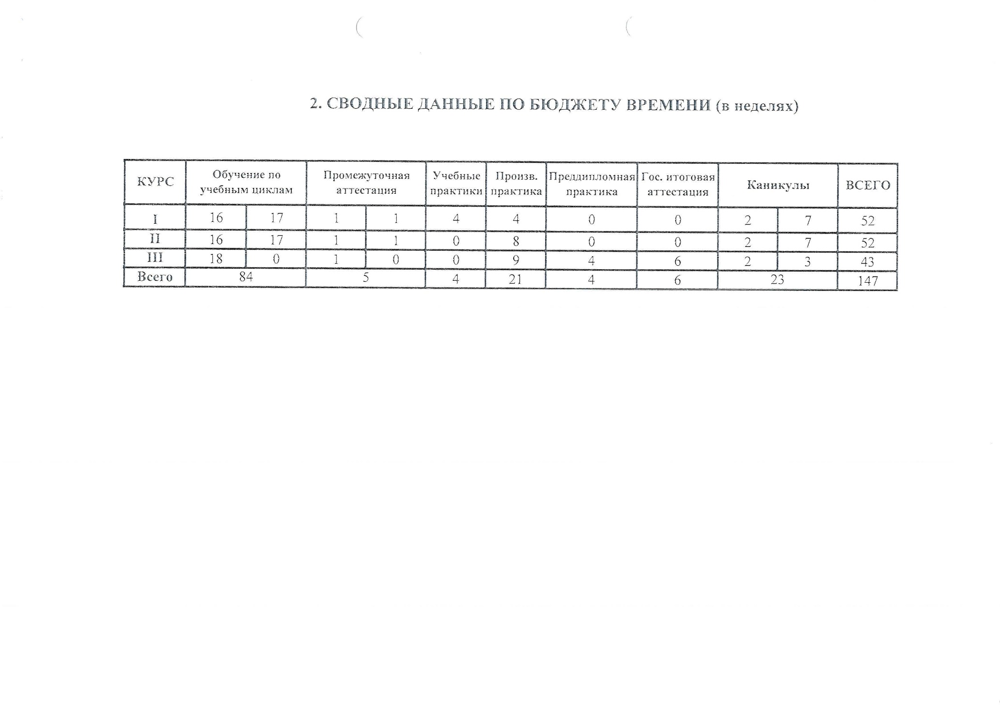 2. СВОДНЫЕ ДАННЫЕ ПО БЮДЖЕТУ ВРЕМЕНИ (в неделях)
КУРС Обучение по учебным циклам Промежуточная аттестация Учебные практики Произв. практика Преддипломная практика Гос. итоговая аттестация Каникулы ВСЕГО
I 16 17 1 1 4 4 0 0 2 7 52
II 16 17 1 1 0 8 0 0 2 7 52
III 18 0 1 0 0 9 4 6 2 3 43
Всего 84 5 4 21 4 6 23 147